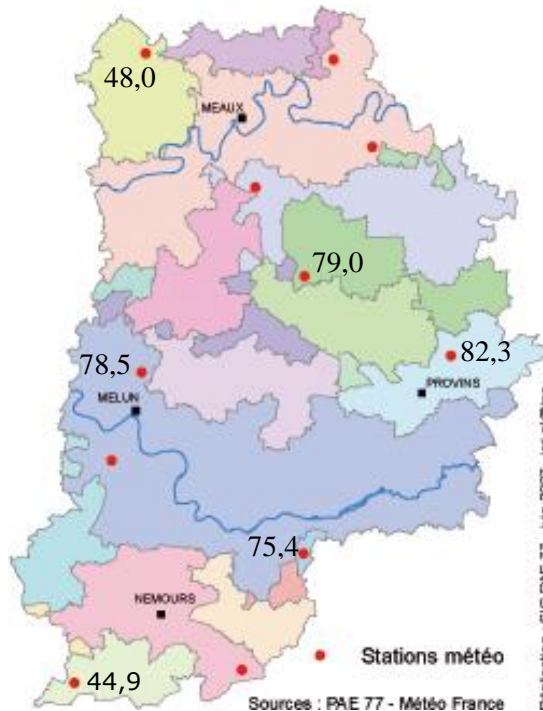 48,0
MEAUX
79,0
82,3
78,5
PROVINS
MELUN
75,4
NEMOURS
Stations météo
44,9
Sources : PAE 77 - Météo France